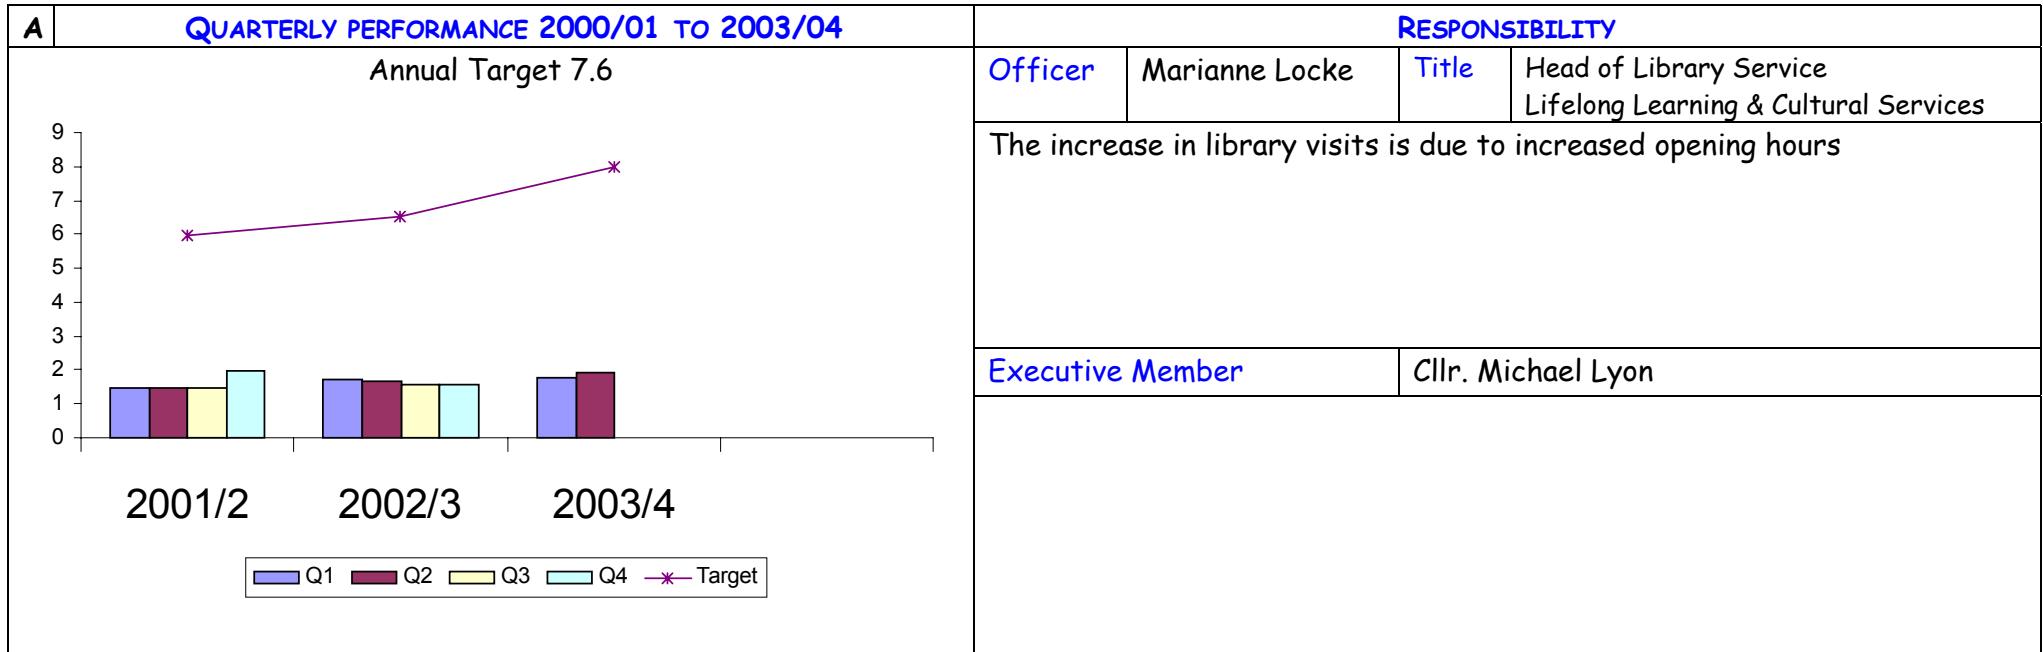 A
QUARTERLY PERFORMANCE 2000/01 TO 2003/04
RESPONSIBILITY
Annual Target 7.6
9
8
7
6
5
4
3
2
1
0
2001/2 2002/3 2003/4
Q1 Q2 Q3 Q4 Target
Officer
Marianne Locke
Title
Head of Library Service
Lifelong Learning & Cultural Services
The increase in library visits is due to increased opening hours
Executive Member
Cllr. Michael Lyon